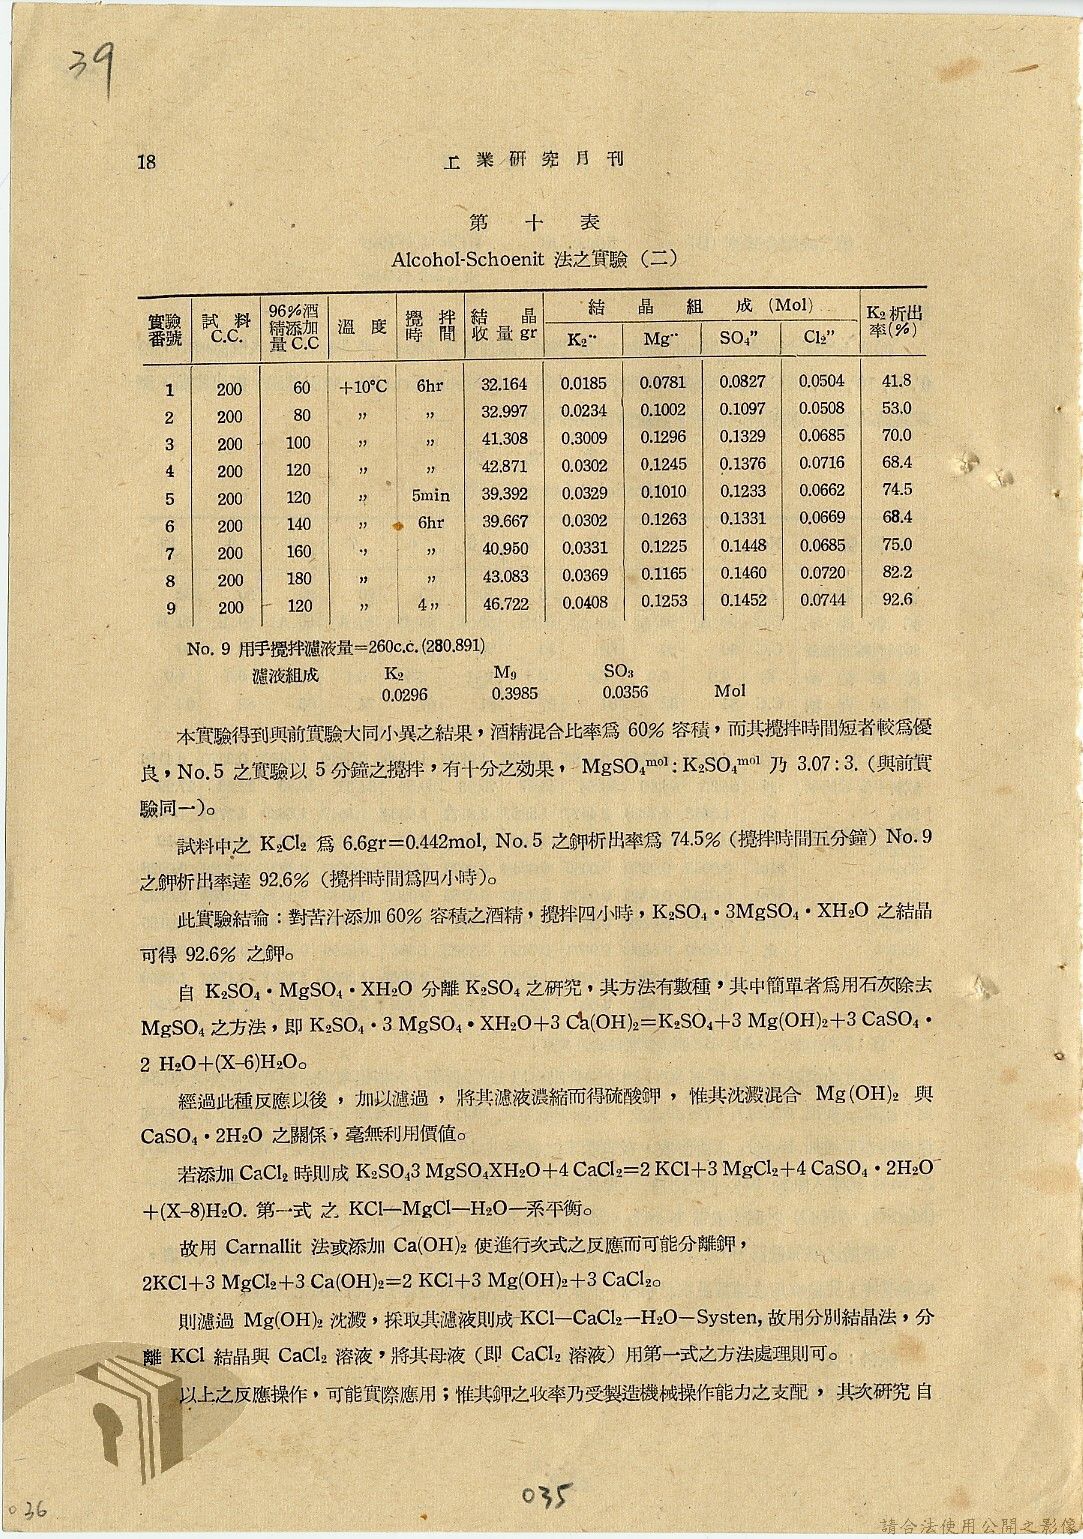 39
18
工業研究月刊
第十表
Alcohol-Schoenit 法之實驗（二）
實驗番號 試料C.C. 96%酒精添加量C.C 溫度 攪拌時間 結晶收量gr 結晶組成 (Mol) K₂析出率(%)
K₂¨ Mg¨ SO₄” Cl₂”
1 200 60 +10°C 6hr 32.164 0.0185 0.0781 0.0827 0.0504 41.8
2 200 80 ” ” 32.997 0.0234 0.1002 0.1097 0.0508 53.0
3 200 100 ” ” 41.308 0.3009 0.1296 0.1329 0.0685 70.0
4 200 120 ” ” 42.871 0.0302 0.1245 0.1376 0.0716 68.4
5 200 120 ” 5min 39.392 0.0329 0.1010 0.1233 0.0662 74.5
6 200 140 ” 6hr 39.667 0.0302 0.1263 0.1331 0.0669 68.4
7 200 160 ” ” 40.950 0.0331 0.1225 0.1448 0.0685 75.0
8 200 180 ” ” 43.083 0.0369 0.1165 0.1460 0.0720 82.2
9 200 120 ” 4” 46.722 0.0408 0.1253 0.1452 0.0744 92.6
No. 9 用手攪拌濾液量=260c.c.(280.891)
濾液組成 K₂ Mg SO₃
0.0296 0.3985 0.0356 Mol
本實驗得到與前實驗大同小異之結果，酒精混合比率爲 60% 容積，而其攪拌時間短者較爲優
良，No.5 之實驗以 5 分鐘之攪拌，有十分之効果， MgSO₄ᵐᵒˡ : K₂SO₄ᵐᵒˡ 乃 3.07 : 3.（與前實
驗同一）。
試料中之 K₂Cl₂ 爲 6.6gr=0.442mol, No.5 之鉀析出率爲 74.5%（攪拌時間五分鐘）No.9
之鉀析出率達 92.6%（攪拌時間爲四小時）。
此實驗結論：對苦汁添加 60% 容積之酒精，攪拌四小時，K₂SO₄・3MgSO₄・XH₂O 之結晶
可得 92.6% 之鉀。
自 K₂SO₄・MgSO₄・XH₂O 分離 K₂SO₄ 之研究，其方法有數種，其中簡單者爲用石灰除去
MgSO₄ 之方法，即 K₂SO₄・3 MgSO₄・XH₂O+3 Ca(OH)₂=K₂SO₄+3 Mg(OH)₂+3 CaSO₄・
2 H₂O+(X-6)H₂O。
經過此種反應以後，加以濾過，將其濾液濃縮而得硫酸鉀，惟其沈澱混合 Mg(OH)₂ 與
CaSO₄・2H₂O 之關係，毫無利用價值。
若添加 CaCl₂ 時則成 K₂SO₄3 MgSO₄XH₂O+4 CaCl₂=2 KCl+3 MgCl₂+4 CaSO₄・2H₂O
+(X-8)H₂O. 第一式 之 KCl—MgCl—H₂O—系平衡。
故用 Carnallit 法或添加 Ca(OH)₂ 使進行次式之反應而可能分離鉀，
2KCl+3 MgCl₂+3 Ca(OH)₂=2 KCl+3 Mg(OH)₂+3 CaCl₂。
則濾過 Mg(OH)₂ 沈澱，採取其濾液則成 KCl—CaCl₂—H₂O—Systen, 故用分別結晶法，分
離 KCl 結晶與 CaCl₂ 溶液，將其母液（即 CaCl₂ 溶液）用第一式之方法處理則可。
以上之反應操作，可能實際應用；惟其鉀之收率乃受製造機械操作能力之支配，其次研究自
035
036
請合法使用公開之影像